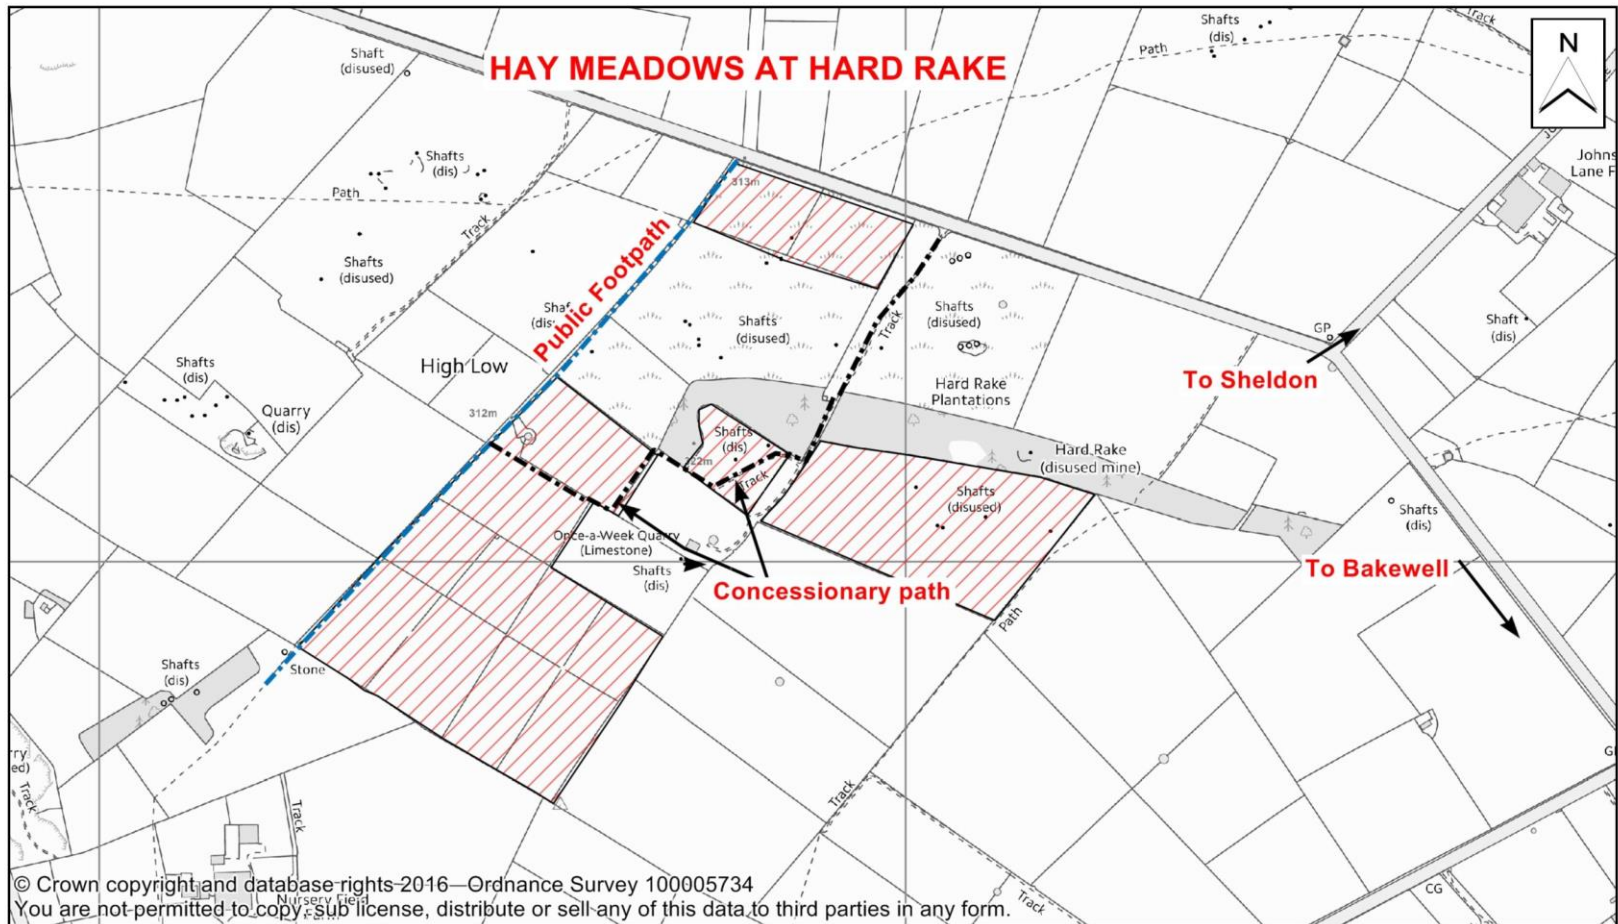 Track
Shafts
(dis)
N
Shaft
(disused)
Path
HAY MEADOWS AT HARD RAKE
Shafts
(dis)
Johns
Lane F
Path
313m
Track
Public Footpath
Shafts
(disused)
Shafts
(disused)
Shafts
(disused)
Track
GP
Shaft
(dis)
High Low
Shafts
(dis)
To Sheldon
Hard Rake
Plantations
312m
Quarry
(dis)
Shafts
(dis)
Hard Rake
(disused mine)
Track
Shafts
(disused)
Shafts
(dis)
Once-a-Week Quarry
(Limestone)
Shafts
(dis)
To Bakewell
Concessionary path
Path
Shafts
(dis)
Stone
Track
Track
Track
CG
Track
© Crown copyright and database rights 2016—Ordnance Survey 100005734
Nursery Field
Farm
You are not permitted to copy, sub license, distribute or sell any of this data to third parties in any form.